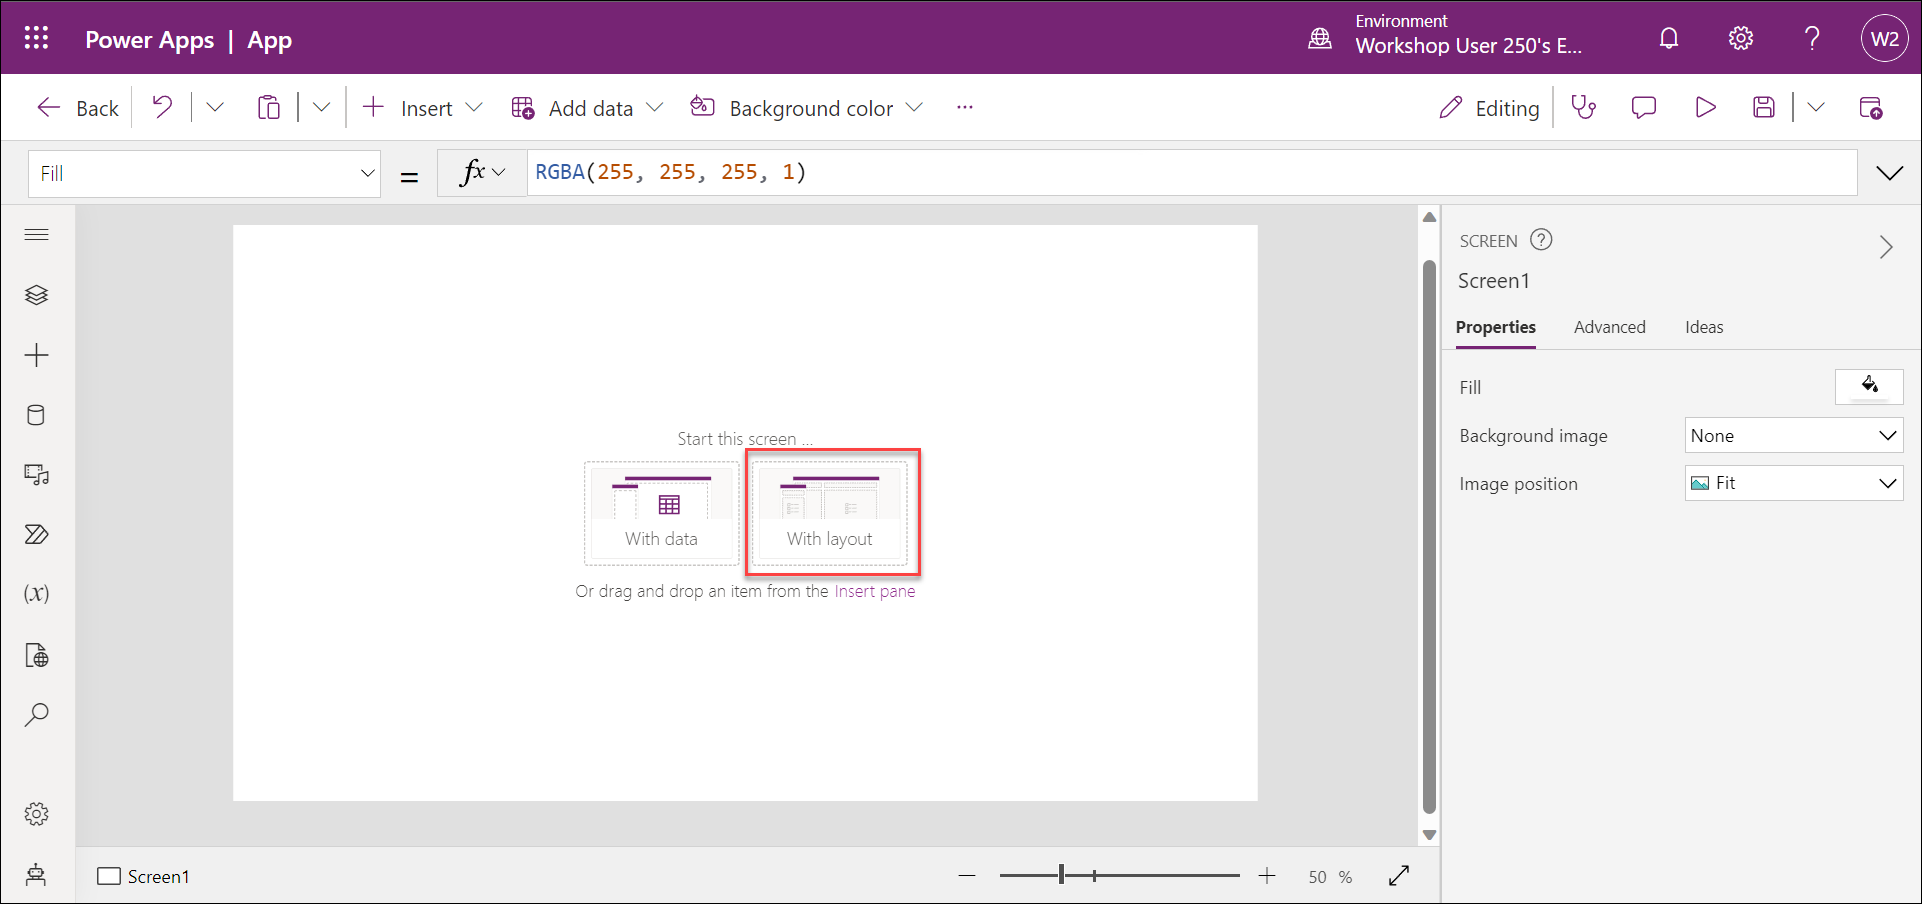 Power Apps | App
Environment
Workshop User 250's E...
W2
Back
Insert
Add data
Background color
...
Editing
Fill
=
fx
RGBA(255, 255, 255, 1)
SCREEN
Screen1
Properties Advanced Ideas
Fill
Background image None
Image position Fit
Start this screen ...
With data
With layout
Or drag and drop an item from the Insert pane
(x)
Screen1
50 %